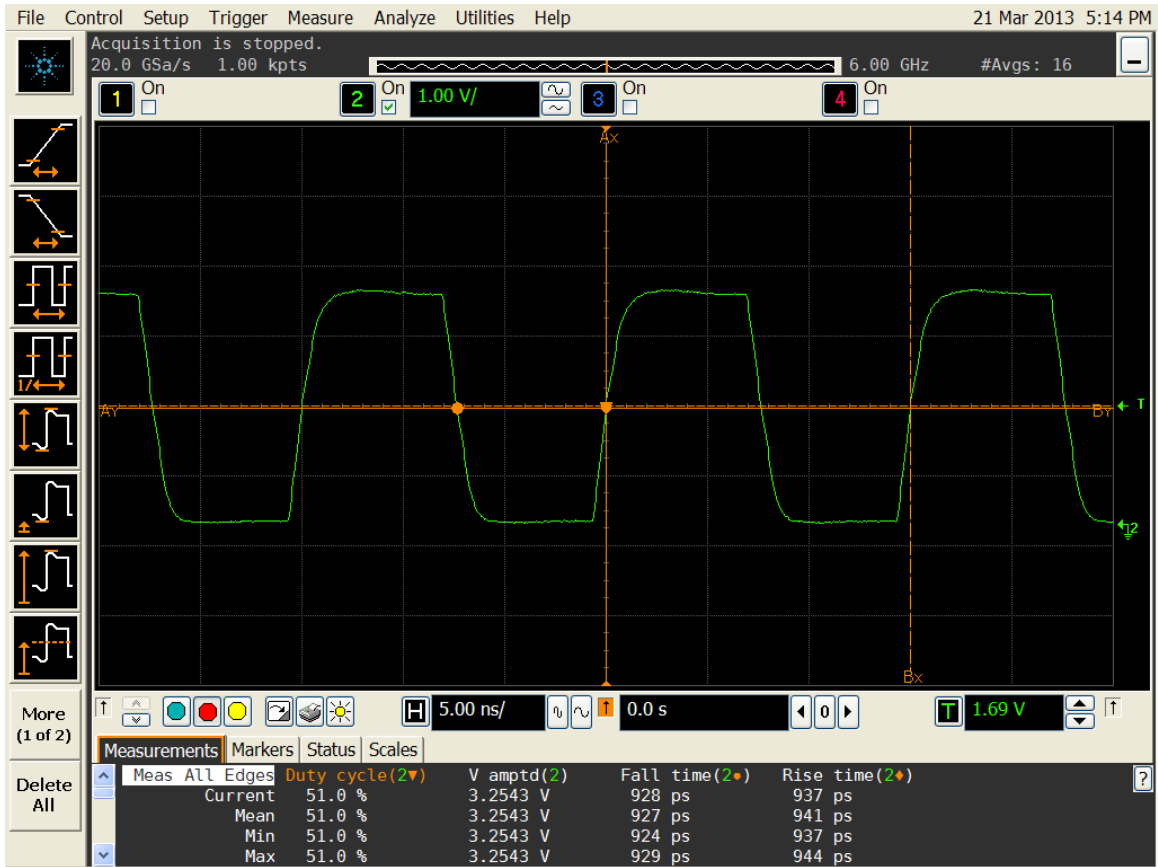 File Control Setup Trigger Measure Analyze Utilities Help 21 Mar 2013 5:14 PM
Acquisition is stopped.
20.0 GSa/s 1.00 kpts 6.00 GHz #Avgs: 16
1 On 2 On 1.00 V/ 3 On 4 On
Ax
1/
AY BY T
2
Bx
More
(1 of 2)
Delete
All
H 5.00 ns/ T 0.0 s 0 T 1.69 V
Measurements Markers Status Scales
Meas All Edges Duty cycle(2▼) V amptd(2) Fall time(2●) Rise time(2♦) ?
Current 51.0 % 3.2543 V 928 ps 937 ps
Mean 51.0 % 3.2543 V 927 ps 941 ps
Min 51.0 % 3.2543 V 924 ps 937 ps
Max 51.0 % 3.2543 V 929 ps 944 ps